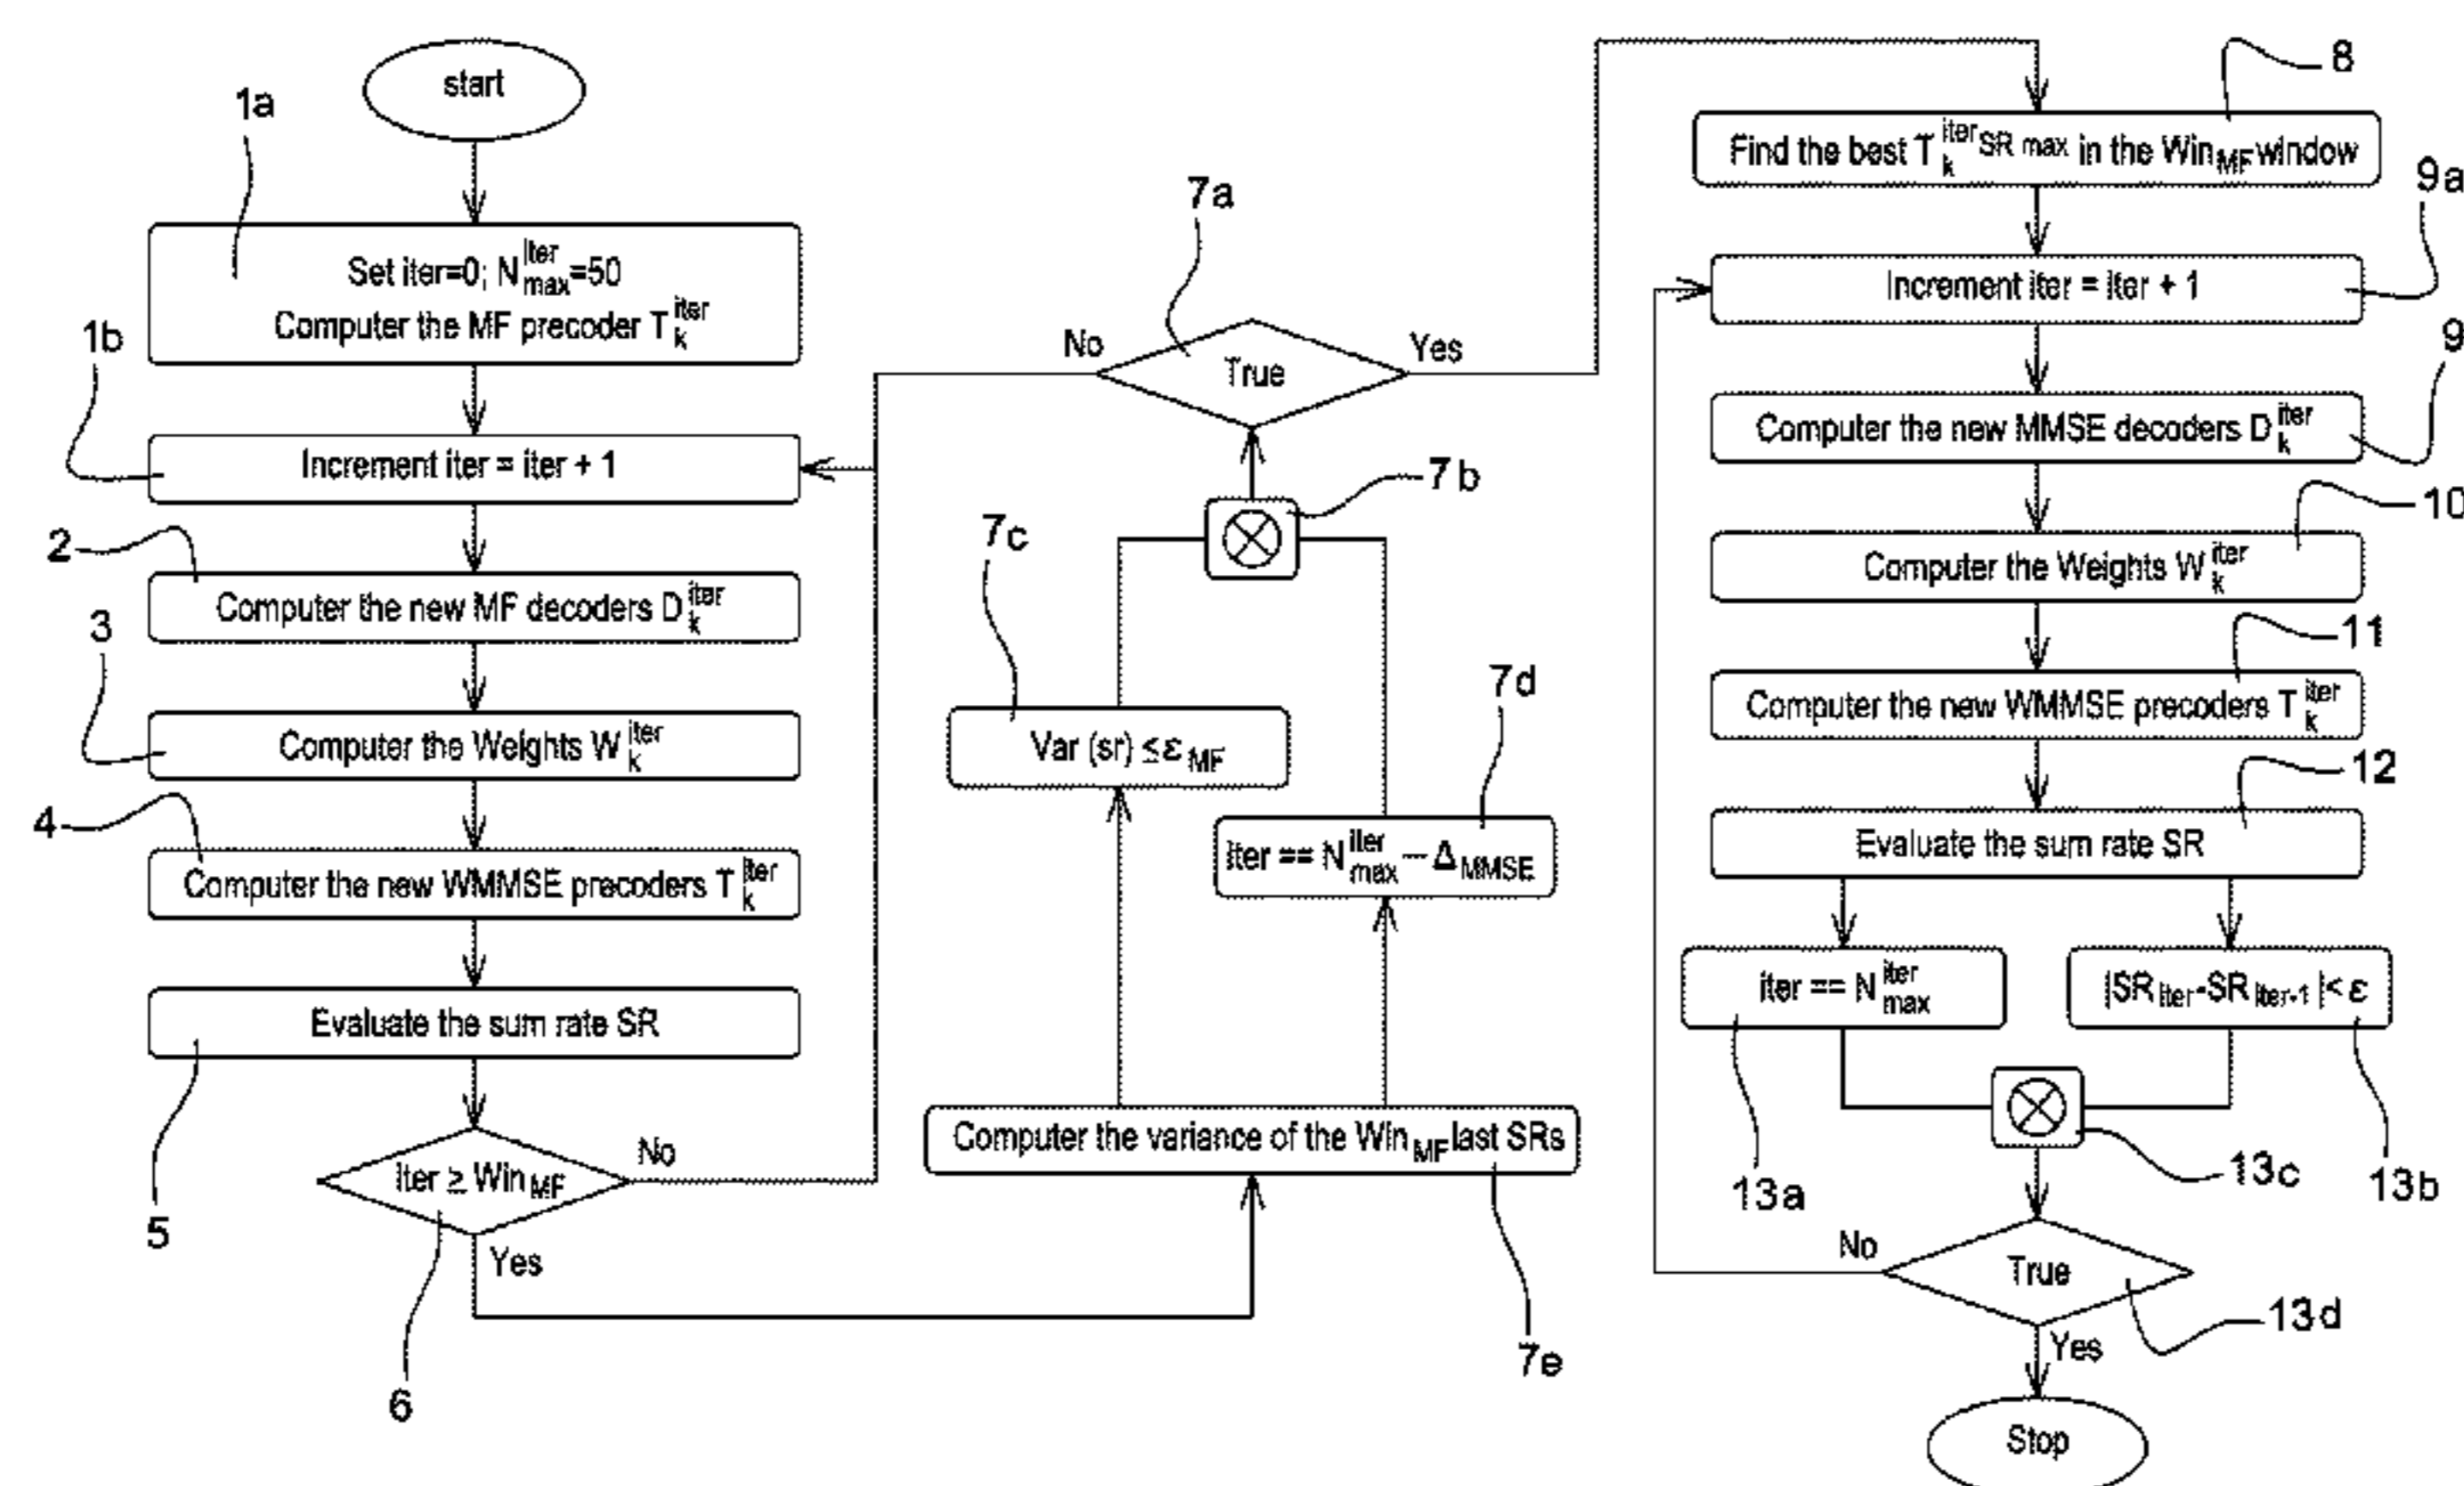 start
1a
Set iter=0; N iter max =50
Computer the MF precoder T iter k
1b
Increment iter = iter + 1
2
Computer the new MF decoders D iter k
3
Computer the Weights W iter k
4
Computer the new WMMSE precoders T iter k
5
Evaluate the sum rate SR
6
iter ≥ Win MF
No
Yes
7a
No
True
Yes
7b
7c
Var (sr) ≤ε MF
7d
iter == N iter max − Δ MMSE
Computer the variance of the Win MF last SRs
7e
8
Find the best T iter SR max k in the Win MF window
9a
Increment iter = iter + 1
9
Computer the new MMSE decoders D iter k
10
Computer the Weights W iter k
11
Computer the new WMMSE precoders T iter k
12
Evaluate the sum rate SR
iter == N iter max
|SR iter-SR iter-1 |< ε
13a
13c
13b
No
True
13d
Yes
Stop